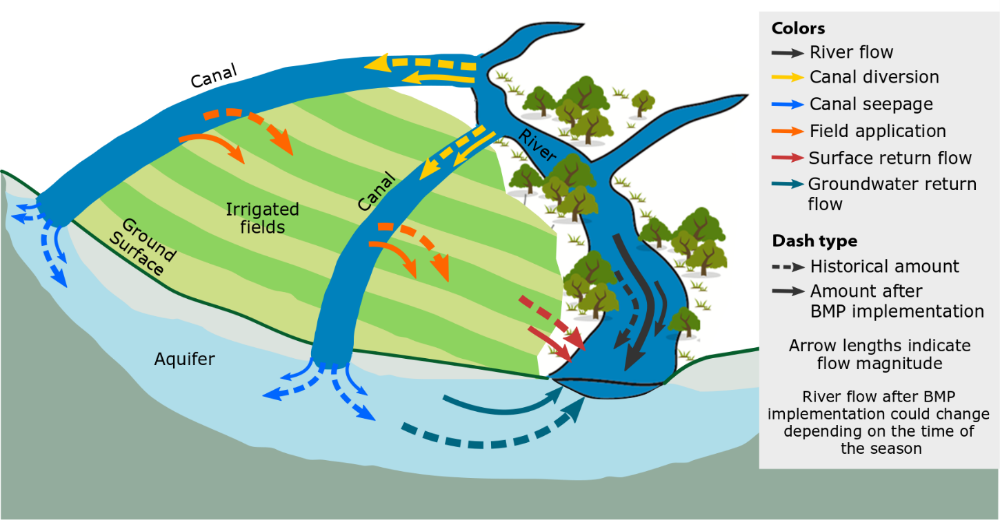 Canal
Canal
River
Irrigated
fields
Ground
Surface
Aquifer
Colors
River flow
Canal diversion
Canal seepage
Field application
Surface return flow
Groundwater return
flow
Dash type
Historical amount
Amount after
BMP implementation
Arrow lengths indicate
flow magnitude
River flow after BMP
implementation could change
depending on the time of
the season